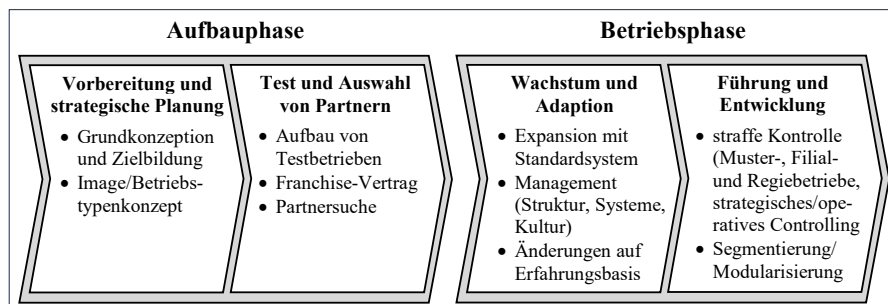 Aufbauphase
Betriebsphase
Vorbereitung und
strategische Planung
• Grundkonzeption
und Zielbildung
• Image/Betriebs-
typenkonzept
Test und Auswahl
von Partnern
• Aufbau von
Testbetrieben
• Franchise-Vertrag
• Partnersuche
Wachstum und
Adaption
• Expansion mit
Standardsystem
• Management
(Struktur, Systeme,
Kultur)
• Änderungen auf
Erfahrungsbasis
Führung und
Entwicklung
• straffe Kontrolle
(Muster-, Filial-
und Regiebetriebe,
strategisches/ope-
ratives Controlling
• Segmentierung/
Modularisierung